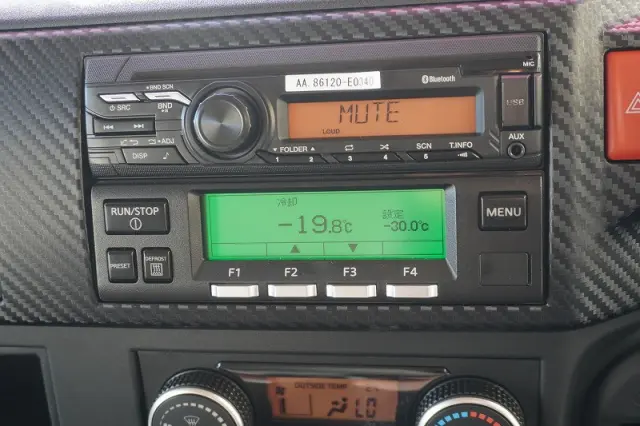 MIC
AA. 86120-E0340
Bluetooth
BND SCN
SRC
BND
AS
ADJ
DISP
MUTE
LOUD
USB
AUX
FOLDER
SCN
T.INFO
1 2 3 4 5
RUN/STOP
PRESET
DEFROST
冷却
-19.8℃
設定
-30.0℃
MENU
F1 F2 F3 F4
OUTSIDE TEMP
LO